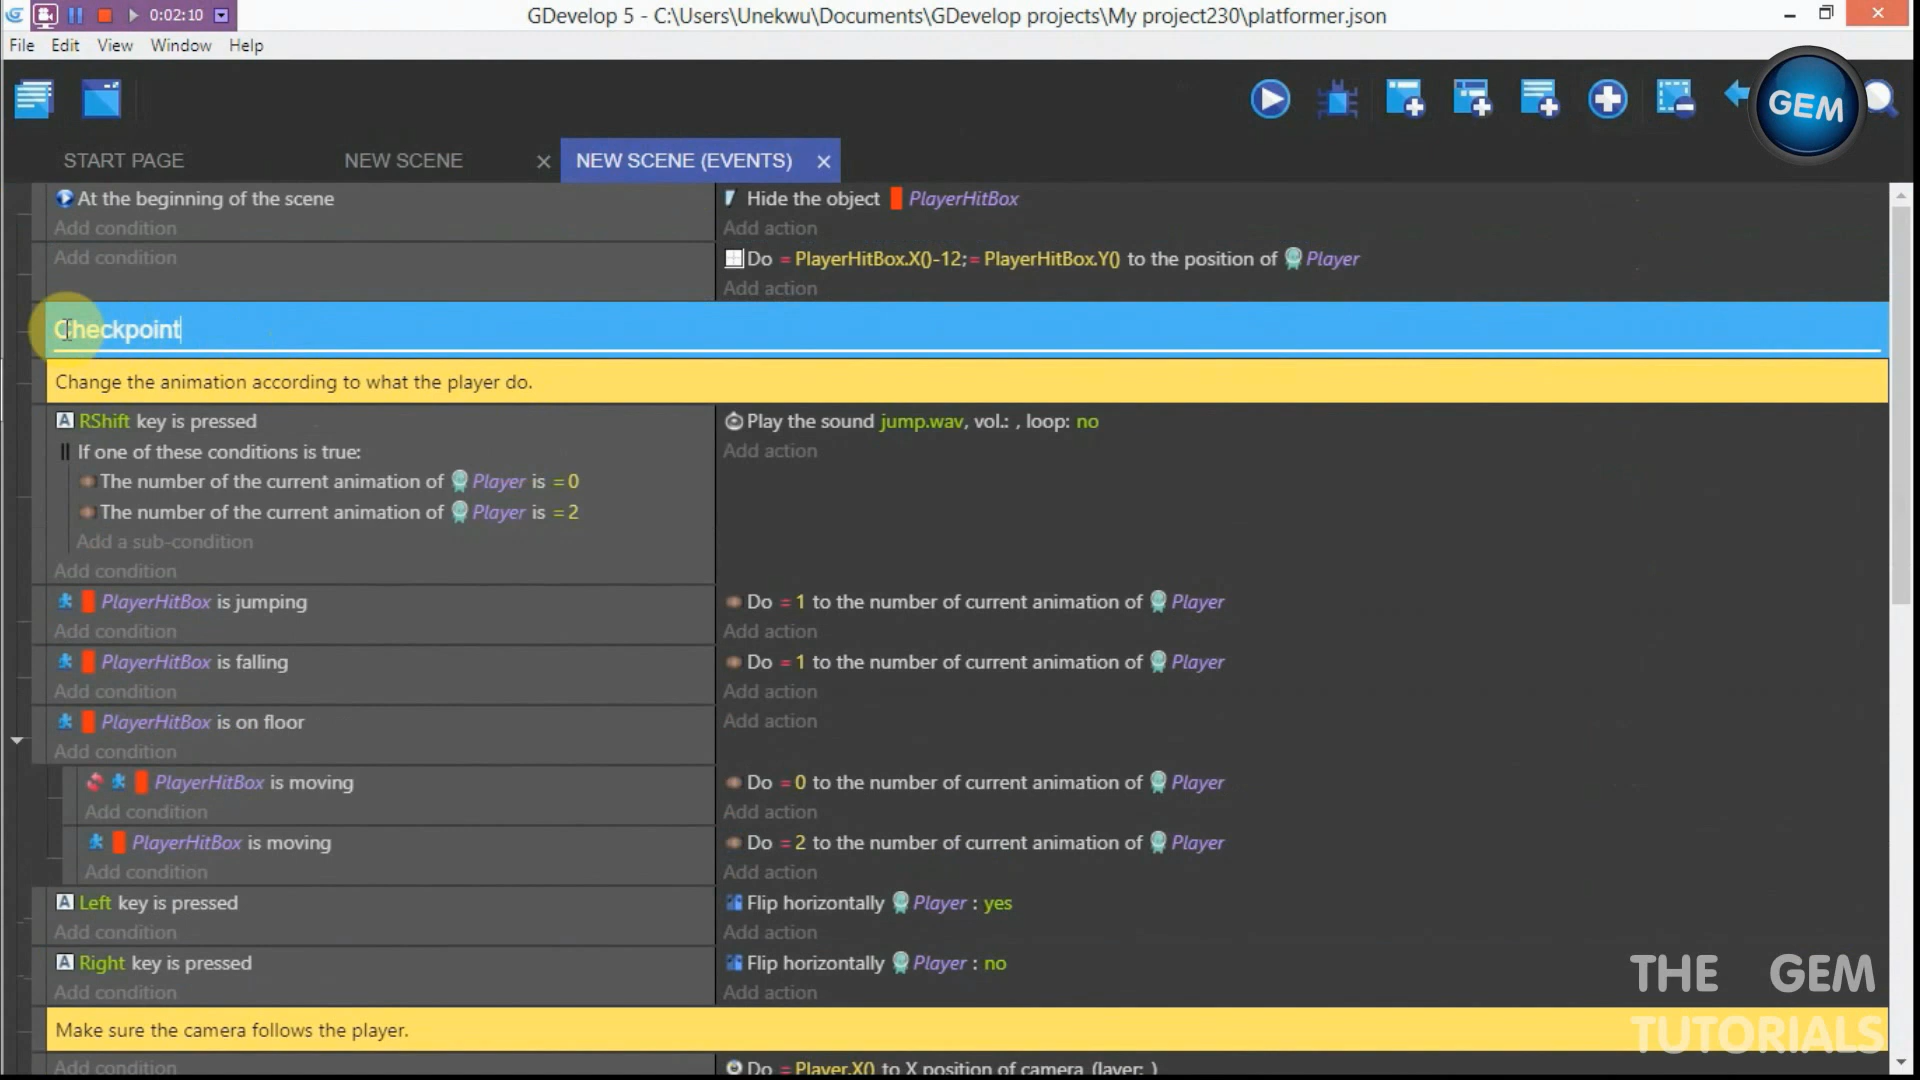 0:02:10
GDevelop 5 - C:\Users\Unekwu\Documents\GDevelop projects\My project230\platformer.json
File Edit View Window Help
GEM
START PAGE NEW SCENE NEW SCENE (EVENTS)
At the beginning of the scene
Hide the object PlayerHitBox
Add condition
Add action
Add condition
Do = PlayerHitBox.X()-12;= PlayerHitBox.Y() to the position of Player
Add action
Checkpoint
Change the animation according to what the player do.
RShift key is pressed
Play the sound jump.wav, vol.: , loop: no
If one of these conditions is true:
Add action
The number of the current animation of Player is = 0
The number of the current animation of Player is = 2
Add a sub-condition
Add condition
PlayerHitBox is jumping
Do = 1 to the number of current animation of Player
Add condition
Add action
PlayerHitBox is falling
Do = 1 to the number of current animation of Player
Add condition
Add action
PlayerHitBox is on floor
Add action
Add condition
PlayerHitBox is moving
Do = 0 to the number of current animation of Player
Add condition
Add action
PlayerHitBox is moving
Do = 2 to the number of current animation of Player
Add condition
Add action
Left key is pressed
Flip horizontally Player : yes
Add condition
Add action
Right key is pressed
Flip horizontally Player : no
Add condition
Add action
Make sure the camera follows the player.
Add condition
Do = Player.X() to X position of camera (layer: )
THE GEM
TUTORIALS